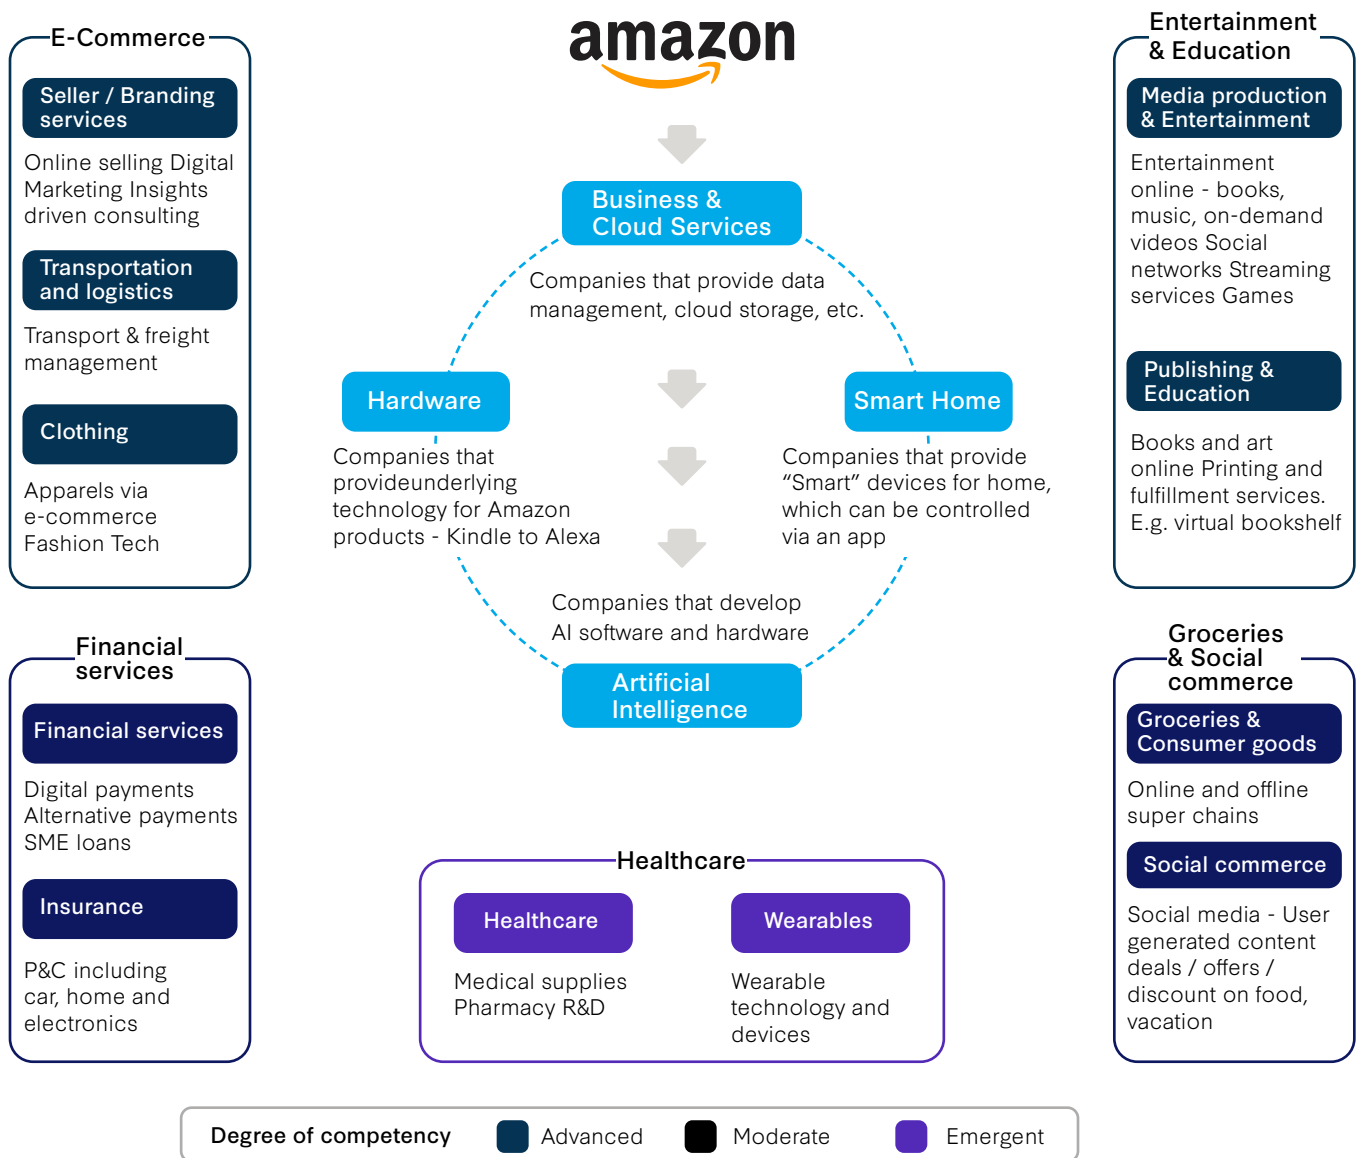 amazon
E-Commerce
Seller / Branding
services
Online selling Digital
Marketing Insights
driven consulting
Transportation
and logistics
Transport & freight
management
Clothing
Apparels via
e-commerce
Fashion Tech
Entertainment
& Education
Media production
& Entertainment
Entertainment
online - books,
music, on-demand
videos Social
networks Streaming
services Games
Publishing &
Education
Books and art
online Printing and
fulfillment services.
E.g. virtual bookshelf
Business &
Cloud Services
Companies that provide data
management, cloud storage, etc.
Hardware
Companies that
provideunderlying
technology for Amazon
products - Kindle to Alexa
Smart Home
Companies that provide
“Smart” devices for home,
which can be controlled
via an app
Companies that develop
AI software and hardware
Artificial
Intelligence
Financial
services
Financial services
Digital payments
Alternative payments
SME loans
Insurance
P&C including
car, home and
electronics
Healthcare
Healthcare
Medical supplies
Pharmacy R&D
Wearables
Wearable
technology and
devices
Groceries
& Social
commerce
Groceries &
Consumer goods
Online and offline
super chains
Social commerce
Social media - User
generated content
deals / offers /
discount on food,
vacation
Degree of competency
Advanced
Moderate
Emergent